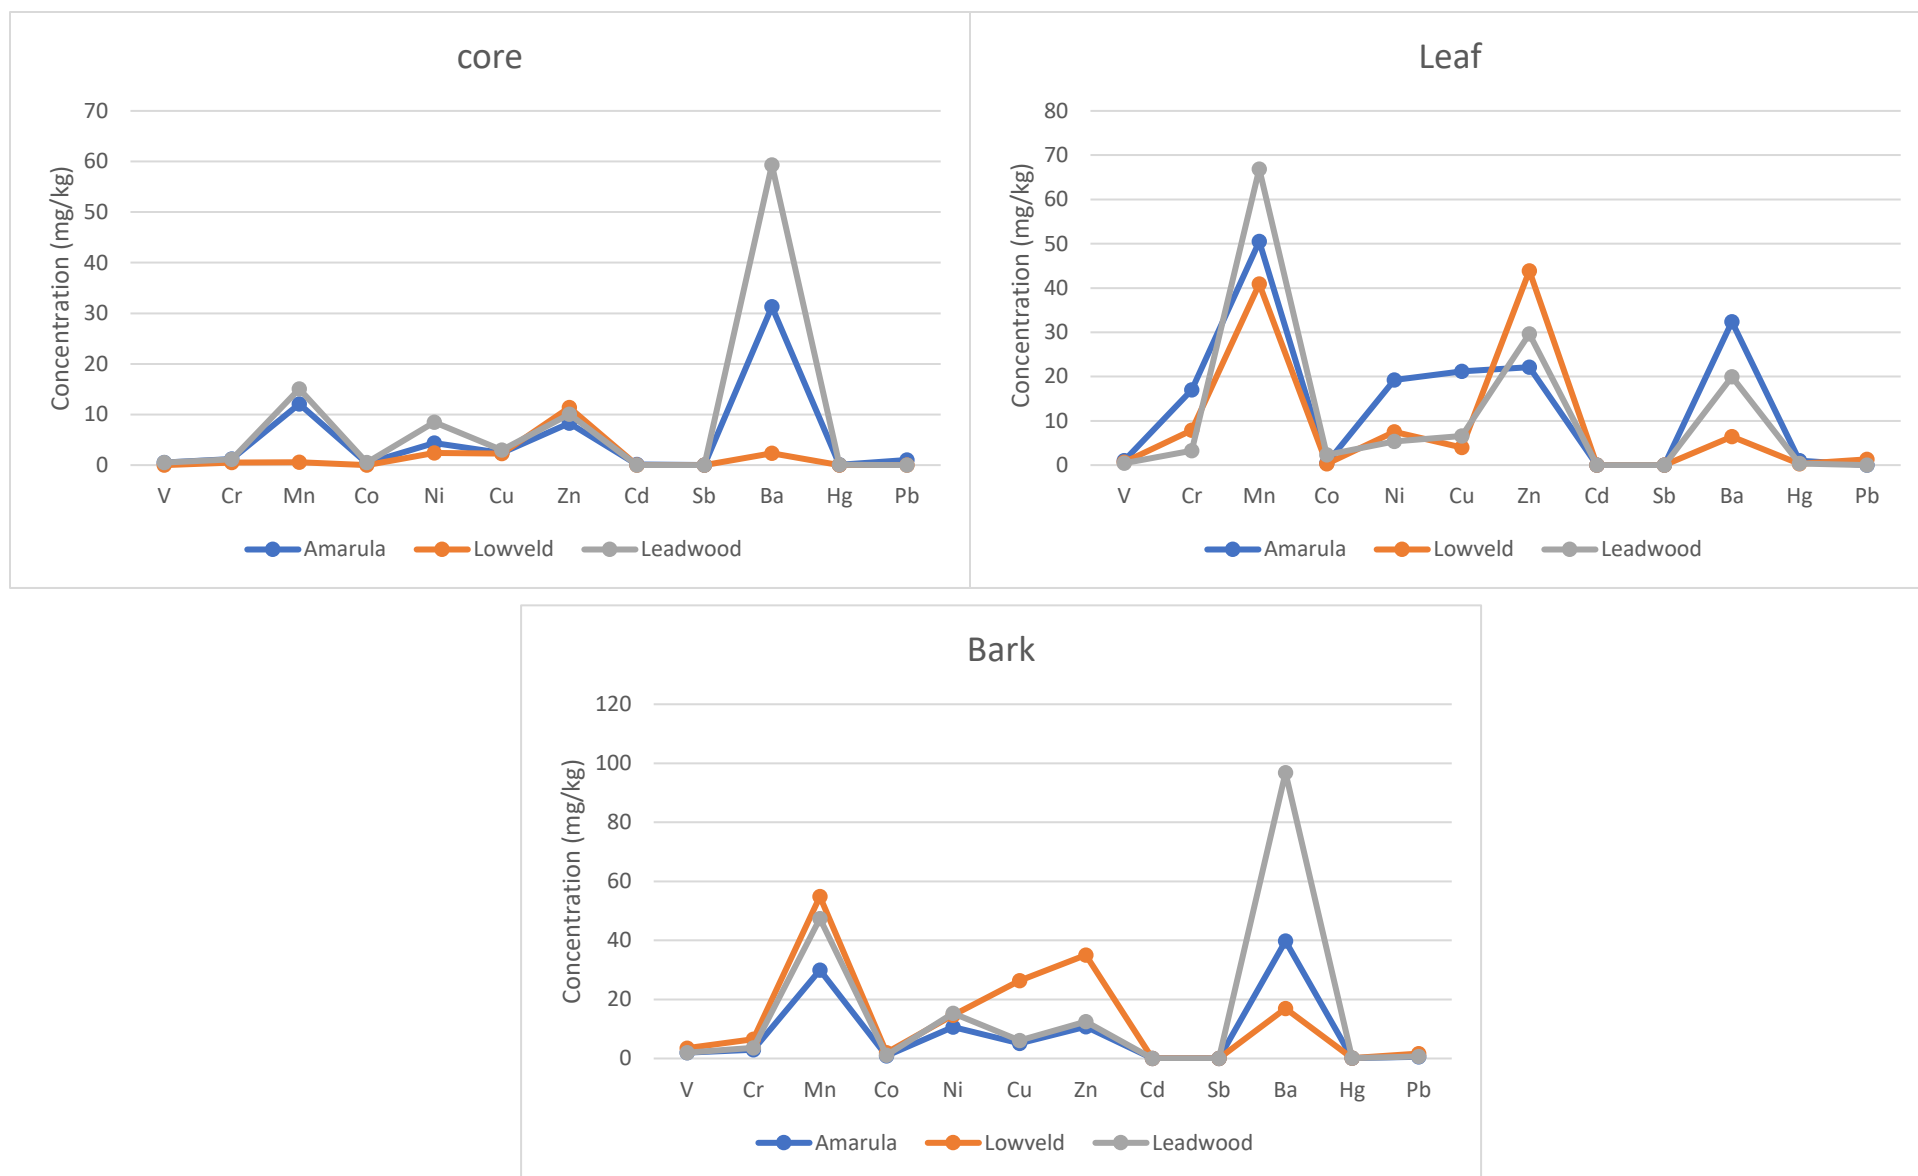 core
70
60
50
40
30
20
10
0
Concentration (mg/kg)
V Cr Mn Co Ni Cu Zn Cd Sb Ba Hg Pb
Amarula Lowveld Leadwood
Leaf
80
70
60
50
40
30
20
10
0
Concentration (mg/kg)
V Cr Mn Co Ni Cu Zn Cd Sb Ba Hg Pb
Amarula Lowveld Leadwood
Bark
120
100
80
60
40
20
0
Concentration (mg/kg)
V Cr Mn Co Ni Cu Zn Cd Sb Ba Hg Pb
Amarula Lowveld Leadwood